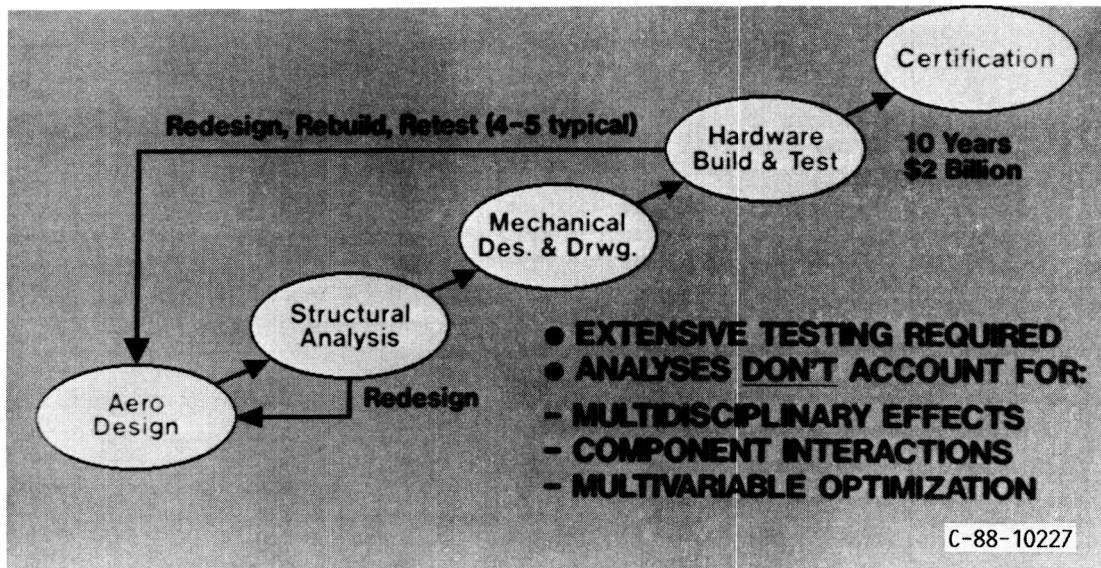 Certification
Redesign, Rebuild, Retest (4-5 typical)
Hardware
Build & Test
10 Years
$2 Billion
Mechanical
Des. & Drwg.
Structural
Analysis
● EXTENSIVE TESTING REQUIRED
● ANALYSES DON'T ACCOUNT FOR:
Redesign
Aero
Design
- MULTIDISCIPLINARY EFFECTS
- COMPONENT INTERACTIONS
- MULTIVARIABLE OPTIMIZATION
C-88-10227